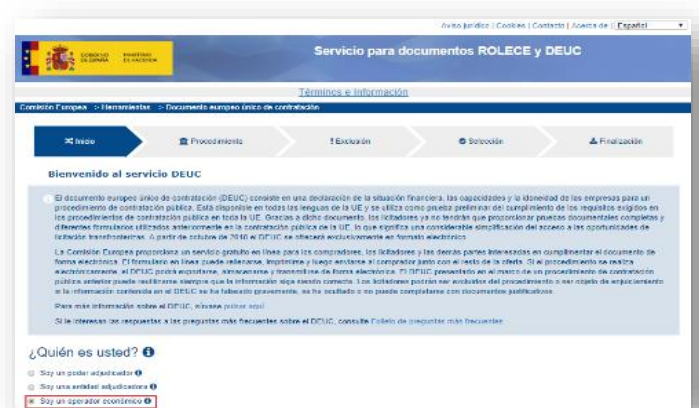 Aviso jurídico | Cookies | Contacto | Acerca de | Español
GOBIERNO DE ESPAÑA
MINISTERIO DE HACIENDA
Servicio para documentos ROLECE y DEUC
Términos e Información
Comisión Europea > Herramientas > Documento europeo único de contratación
Inicio
Procedimiento
Exclusión
Selección
Finalización
Bienvenido al servicio DEUC
El documento europeo único de contratación (DEUC) consiste en una declaración de la situación financiera, las capacidades y la idoneidad de las empresas para un
procedimiento de contratación pública. Está disponible en todas las lenguas de la UE y se utiliza como prueba preliminar del cumplimiento de los requisitos exigidos en
los procedimientos de contratación pública en toda la UE. Gracias a dicho documento, los licitadores ya no tendrán que proporcionar pruebas documentales completas y
diferentes formularios utilizados anteriormente en la contratación pública de la UE, lo que significa una considerable simplificación del acceso a las oportunidades de
licitación transfronterizas. A partir de octubre de 2018 el DEUC se ofrecerá exclusivamente en formato electrónico
La Comisión Europea proporciona un servicio gratuito en línea para los compradores, los licitadores y las demás partes interesadas en cumplimentar el documento de
forma electrónica. El formulario en línea puede rellenarse, imprimirse y luego enviarse al comprador junto con el resto de la oferta. Si el procedimiento se realiza
electrónicamente, el DEUC podrá exportarse, almacenarse y transmitirse de forma electrónica. El DEUC presentado en el marco de un procedimiento de contratación
pública anterior puede reutilizarse siempre que la información siga siendo correcta. Los licitadores podrán ser excluidos del procedimiento o ser objeto de enjuiciamiento
si la información contenida en el DEUC se ha falseado gravemente, se ha ocultado o no puede completarse con documentos justificativos.
Para más información sobre el DEUC, sírvase pulsar aquí
Si le interesan las respuestas a las preguntas más frecuentes sobre el DEUC, consulte Folleto de preguntas más frecuentes
¿Quién es usted?
Soy un poder adjudicador
Soy una entidad adjudicadora
Soy un operador económico